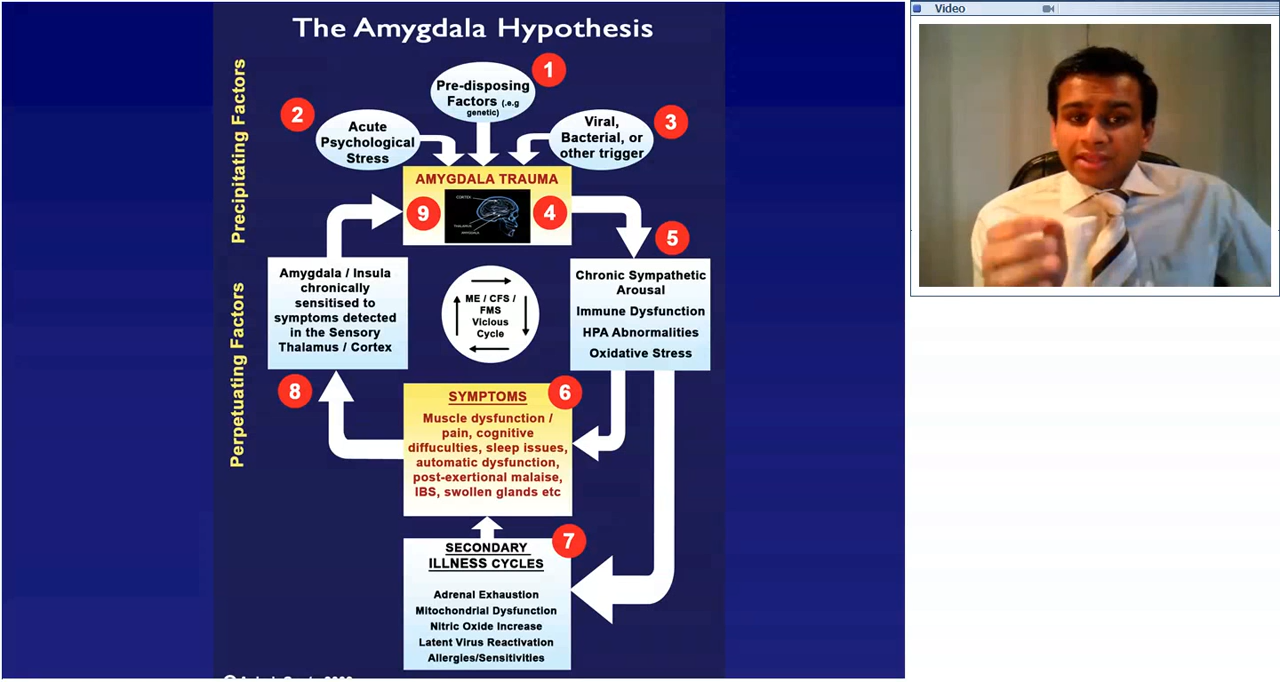 The Amygdala Hypothesis
Video
Precipitating Factors
1
Pre-disposing
Factors (.e.g
genetic)
2
Acute
Psychological
Stress
3
Viral,
Bacterial, or
other trigger
AMYGDALA TRAUMA
9
CORTEX
THALAMUS
AMYGDALA
4
5
Chronic Sympathetic
Arousal
Immune Dysfunction
HPA Abnormalities
Oxidative Stress
Perpetuating Factors
Amygdala / Insula
chronically
sensitised to
symptoms detected
in the Sensory
Thalamus / Cortex
ME / CFS /
FMS
Vicious
Cycle
8
6
SYMPTOMS
Muscle dysfunction /
pain, cognitive
diffuculties, sleep issues,
automatic dysfunction,
post-exertional malaise,
IBS, swollen glands etc
7
SECONDARY
ILLNESS CYCLES
Adrenal Exhaustion
Mitochondrial Dysfunction
Nitric Oxide Increase
Latent Virus Reactivation
Allergies/Sensitivities